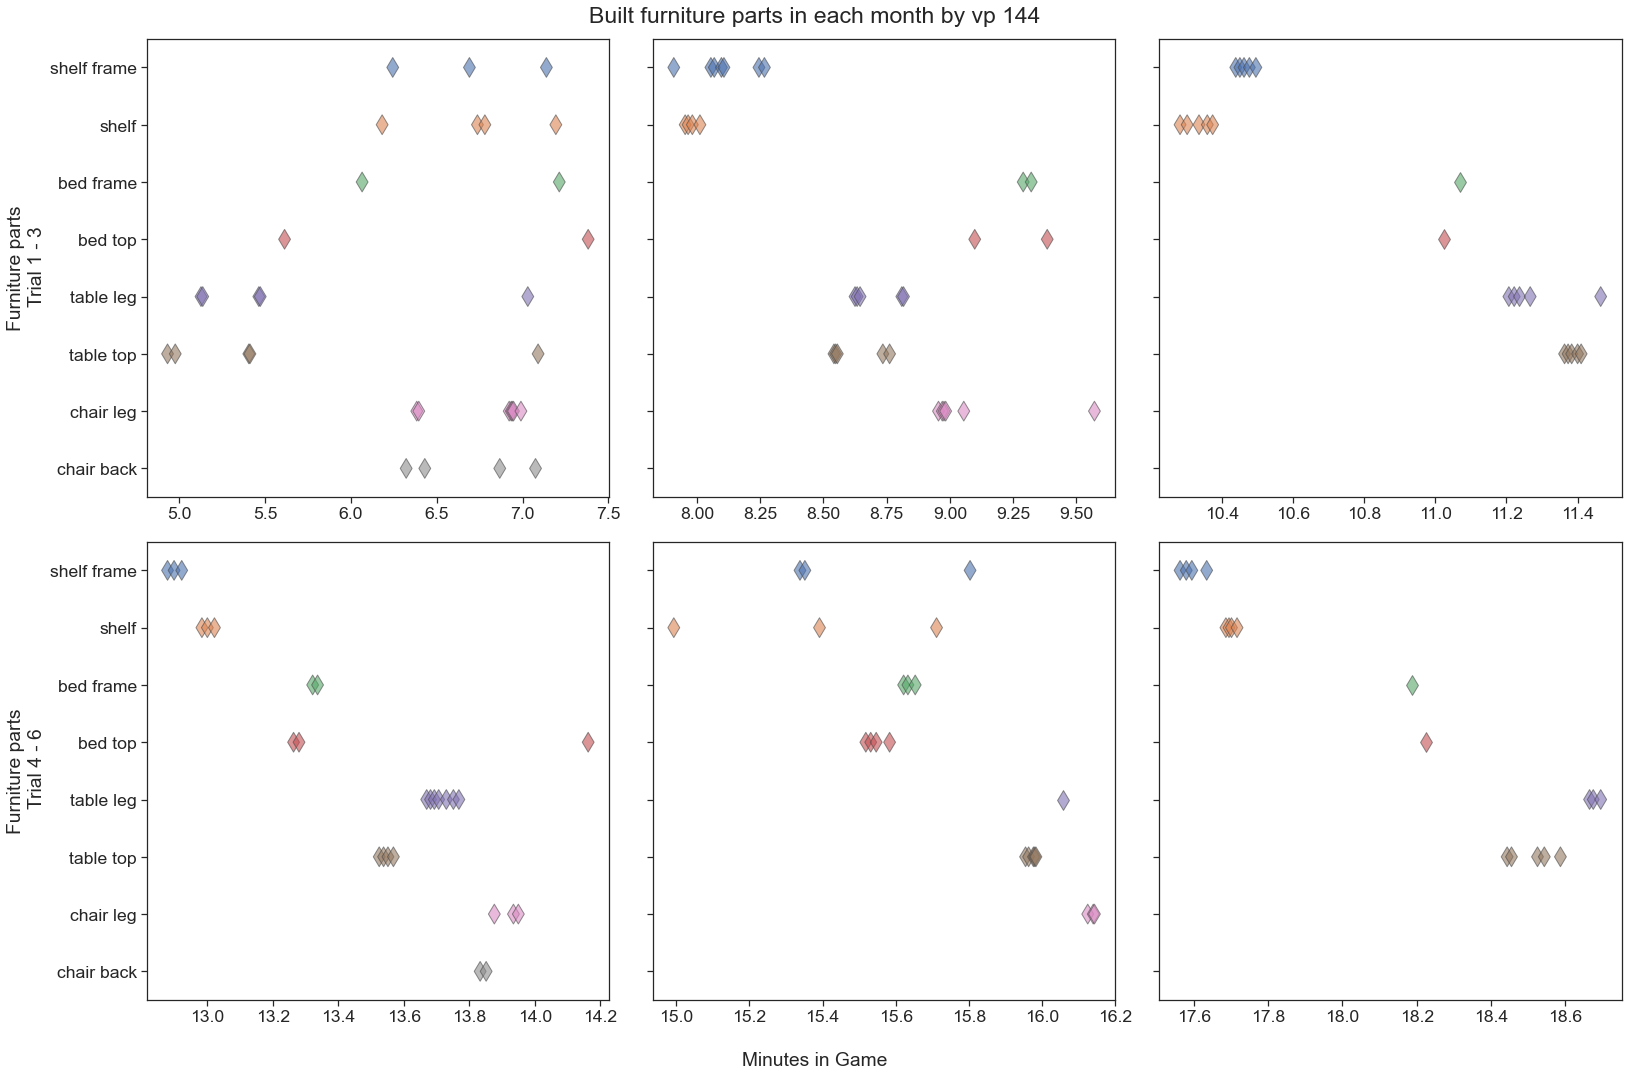 Built furniture parts in each month by vp 144
Furniture parts
Trial 1 - 3
shelf frame
shelf
bed frame
bed top
table leg
table top
chair leg
chair back
5.0 5.5 6.0 6.5 7.0 7.5
8.00 8.25 8.50 8.75 9.00 9.25 9.50
10.4 10.6 10.8 11.0 11.2 11.4
Furniture parts
Trial 4 - 6
shelf frame
shelf
bed frame
bed top
table leg
table top
chair leg
chair back
13.0 13.2 13.4 13.6 13.8 14.0 14.2
15.0 15.2 15.4 15.6 15.8 16.0 16.2
17.6 17.8 18.0 18.2 18.4 18.6
Minutes in Game